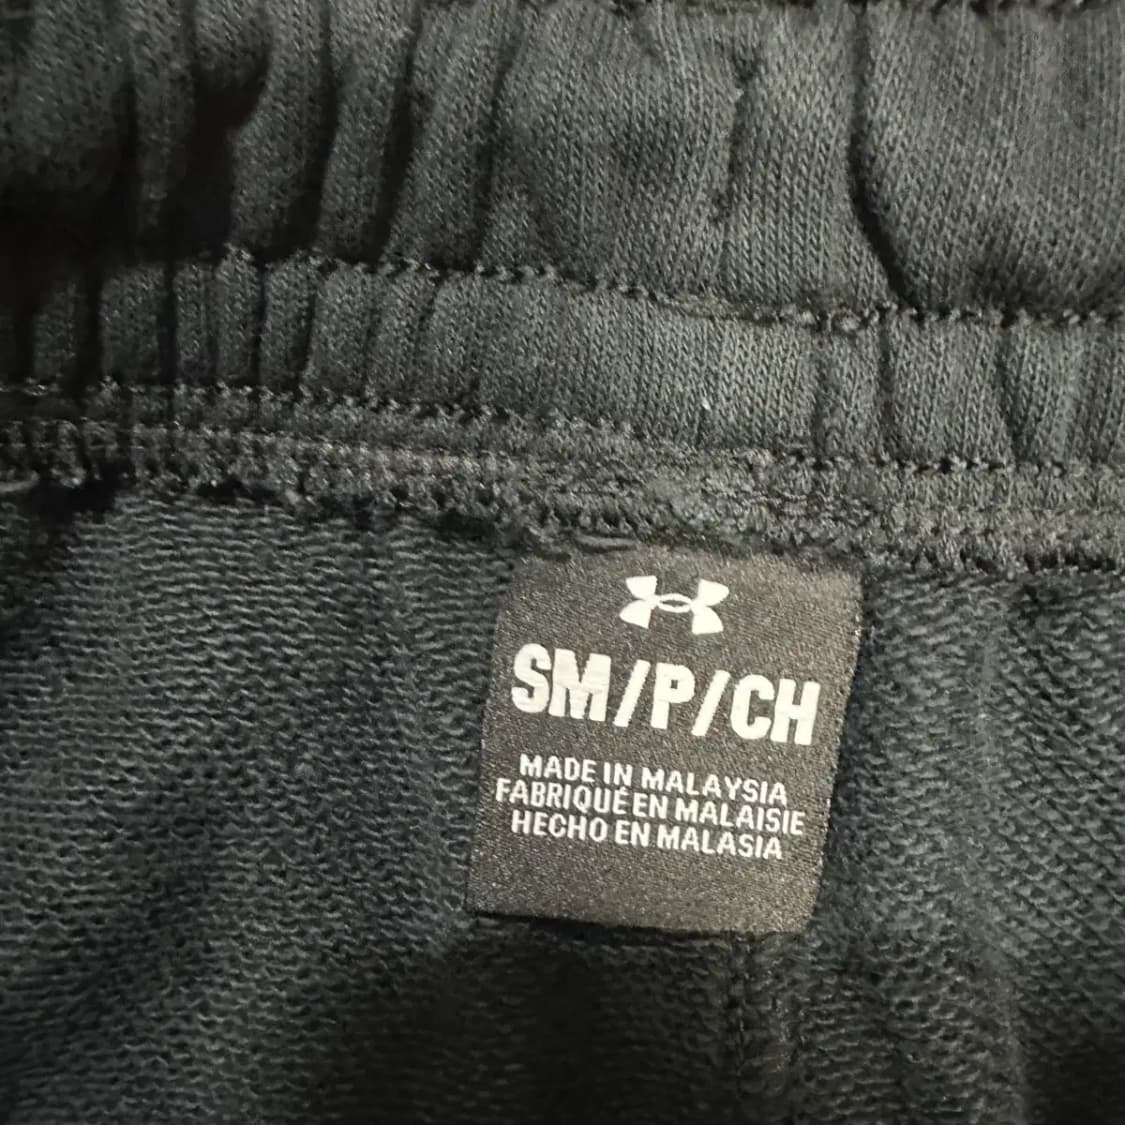 SM/P/CH
MADE IN MALAYSIA
FABRIQUÉ EN MALAISIE
HECHO EN MALASIA